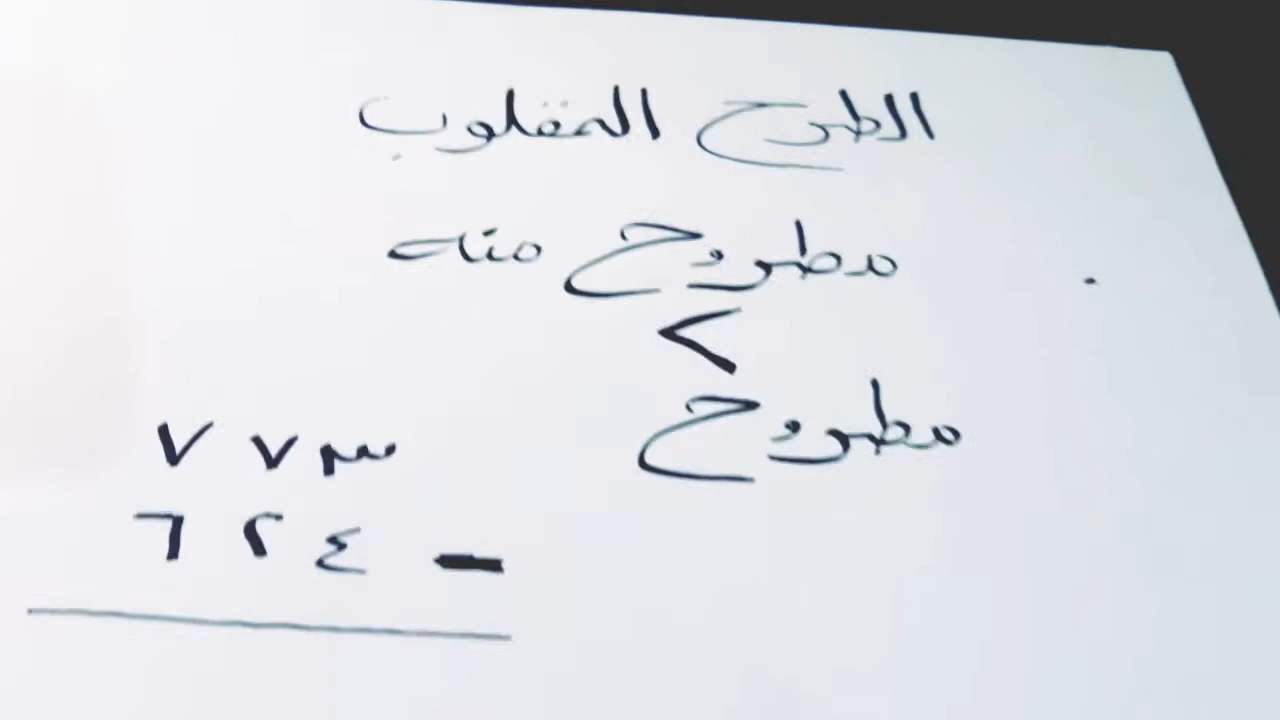 الطرح المقلوب
مطروح منه
<
مطروح
٧٧٣
٦٢٤ -